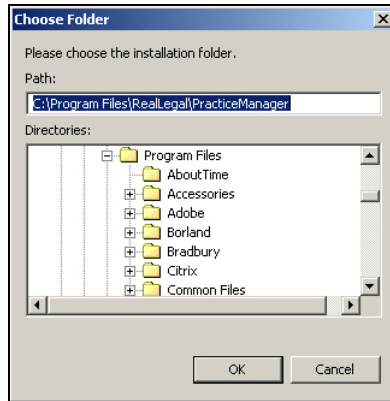 Choose Folder
Please choose the installation folder.
Path:
C:\Program Files\RealLegal\PracticeManager
Directories:
Program Files
AboutTime
Accessories
Adobe
Borland
Bradbury
Citrix
Common Files
OK Cancel